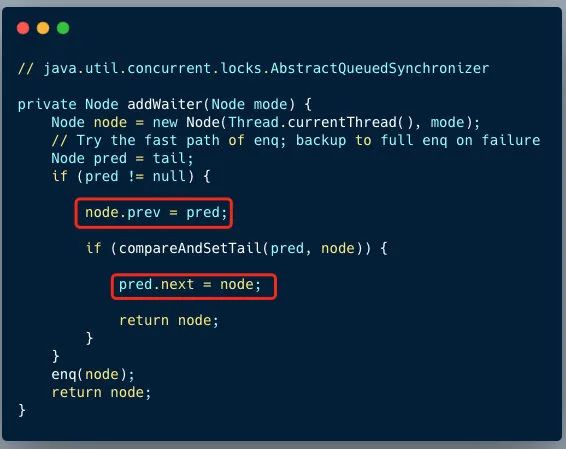 // java.util.concurrent.locks.AbstractQueuedSynchronizer
private Node addWaiter(Node mode) {
Node node = new Node(Thread.currentThread(), mode);
// Try the fast path of enq; backup to full enq on failure
Node pred = tail;
if (pred != null) {
node.prev = pred;
if (compareAndSetTail(pred, node)) {
pred.next = node;
return node;
}
}
enq(node);
return node;
}